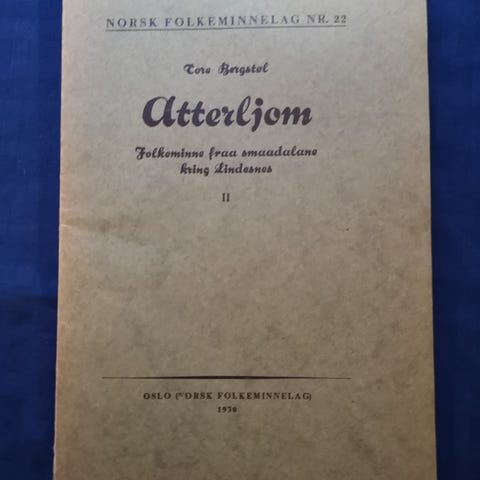 NORSK FOLKEMINNELAG NR. 22
Tore Bergstøl
Atterljom
Folkeminne fraa smaadalane
kring Lindesnes
II
OSLO (NORSK FOLKEMINNELAG)
1930